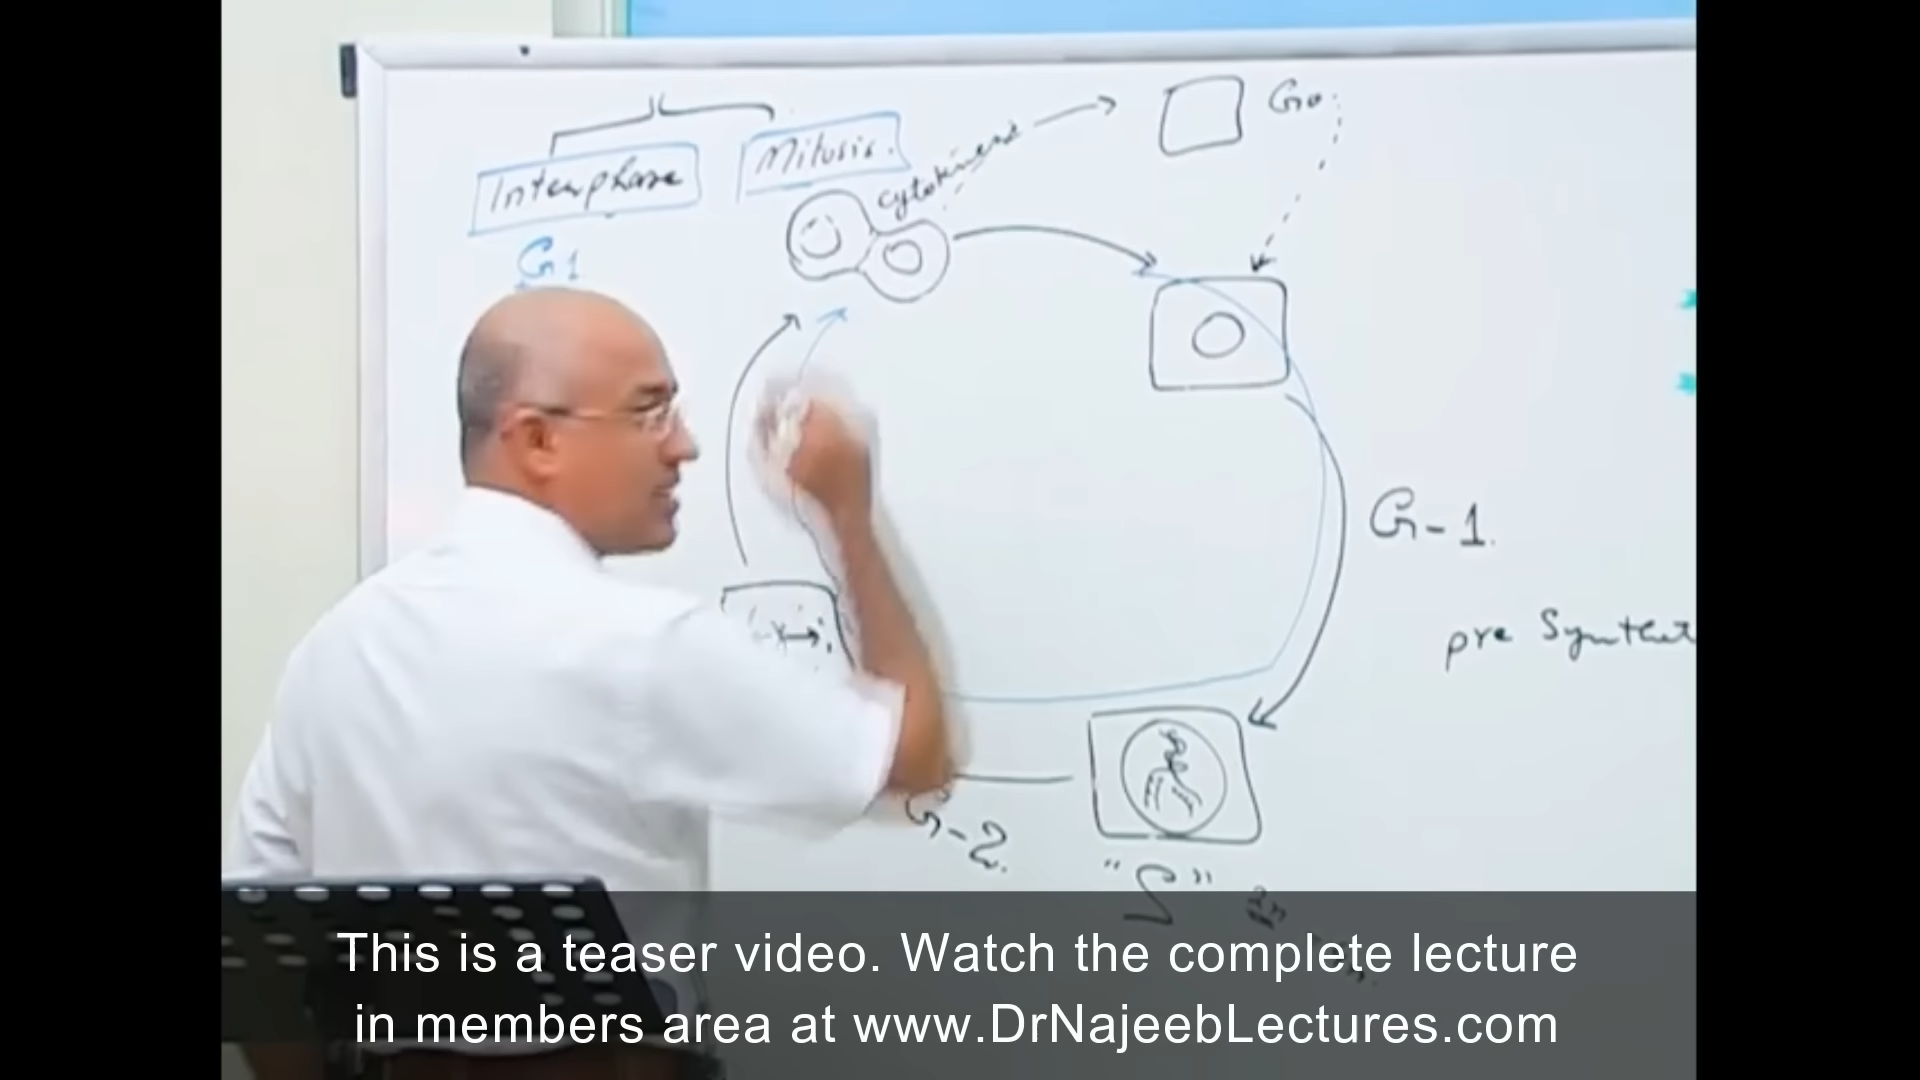 Interphase
Mitosis.
cytokinesis
Go
G1
G-1.
pre Synthet
G-2.
"S"
This is a teaser video. Watch the complete lecture
in members area at www.DrNajeebLectures.com